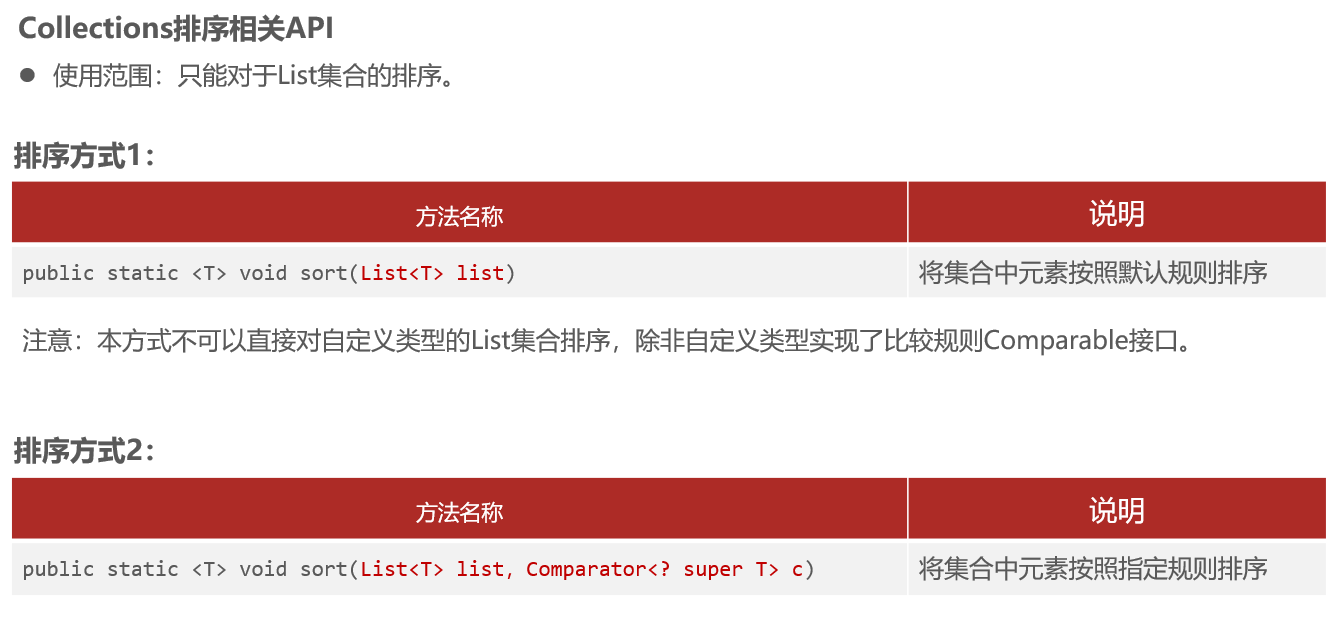 Collections排序相关API
● 使用范围：只能对于List集合的排序。
排序方式1：
方法名称 说明
public static <T> void sort(List<T> list) 将集合中元素按照默认规则排序
注意：本方式不可以直接对自定义类型的List集合排序，除非自定义类型实现了比较规则Comparable接口。
排序方式2：
方法名称 说明
public static <T> void sort(List<T> list, Comparator<? super T> c) 将集合中元素按照指定规则排序